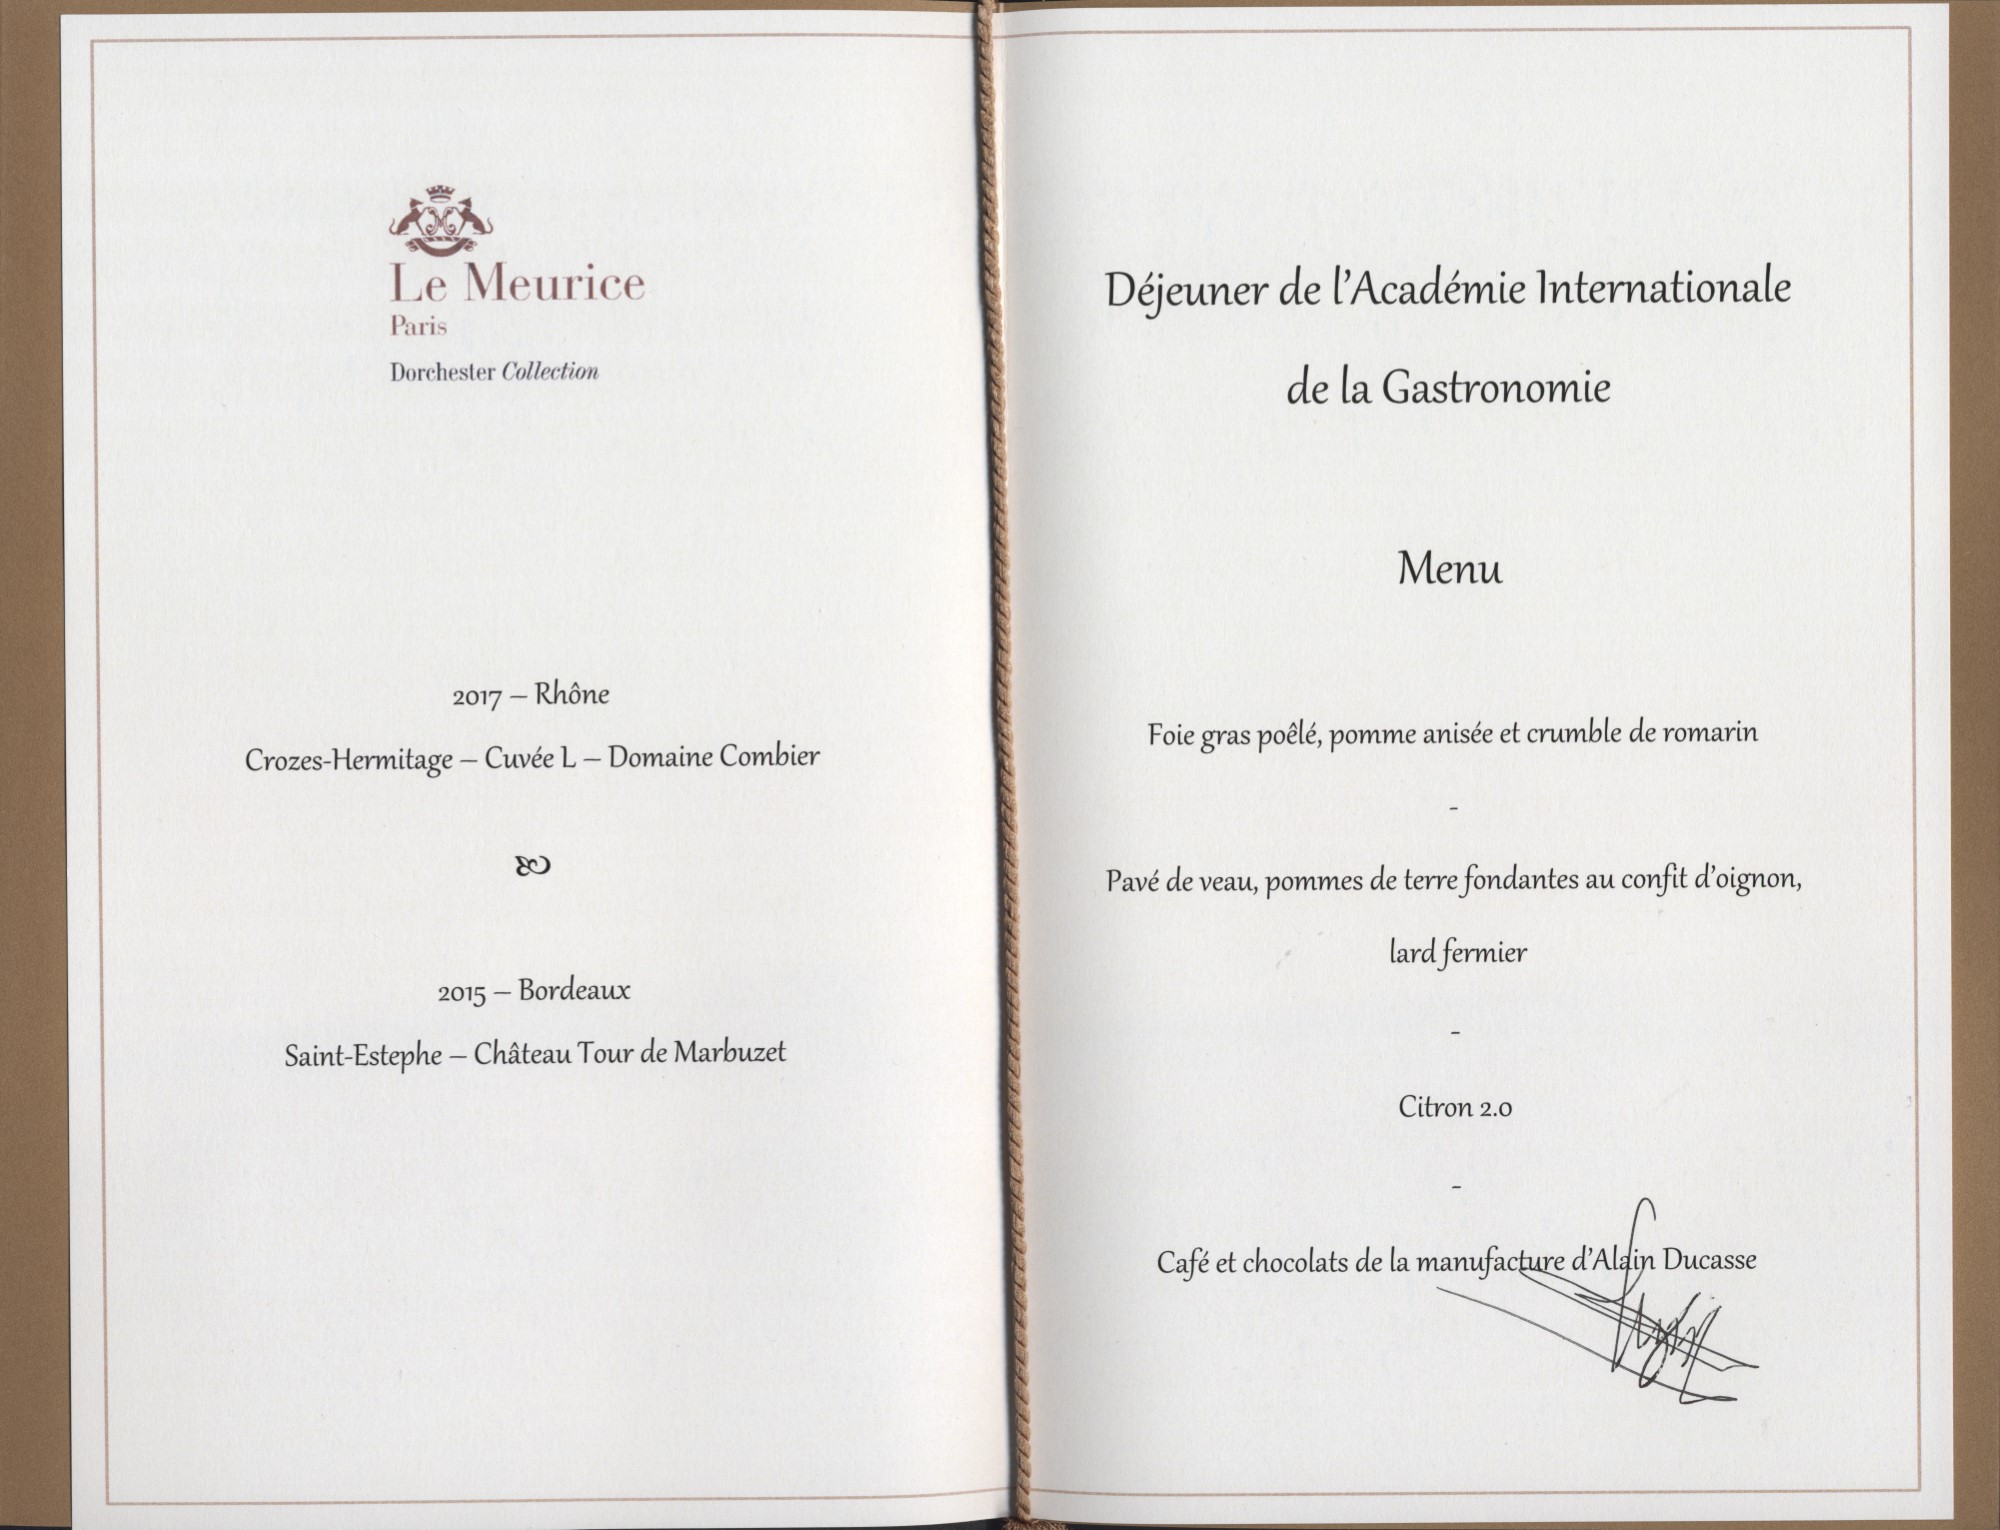 Le Meurice
Paris
Dorchester Collection
2017 – Rhône
Crozes-Hermitage – Cuvée L – Domaine Combier
2015 – Bordeaux
Saint-Estephe – Château Tour de Marbuzet
Déjeuner de l'Académie Internationale
de la Gastronomie
Menu
Foie gras poêlé, pomme anisée et crumble de romarin
-
Pavé de veau, pommes de terre fondantes au confit d'oignon,
lard fermier
-
Citron 2.0
-
Café et chocolats de la manufacture d'Alain Ducasse